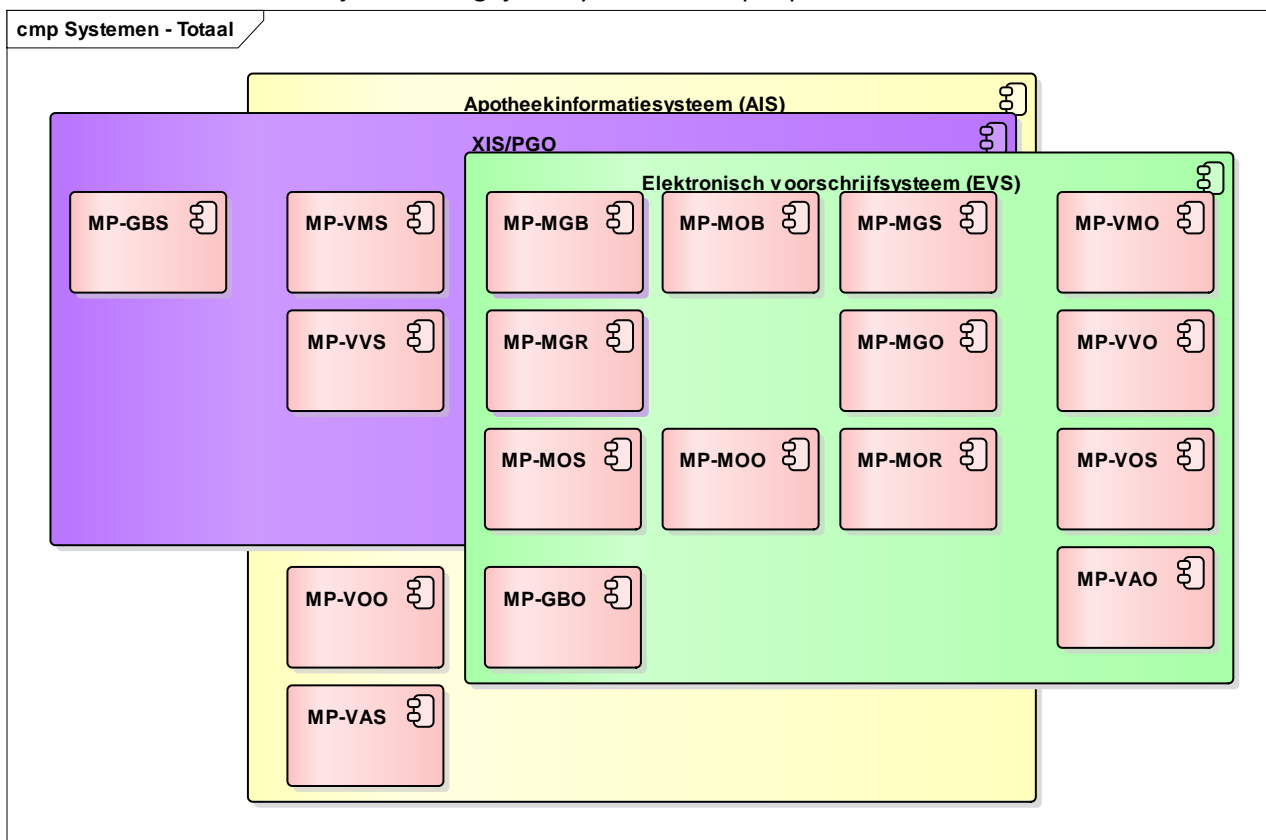 cmp Systemen - Totaal
Apotheekinformatiesysteem (AIS)
XIS/PGO
Elektronisch voorschrijfsysteem (EVS)
MP-GBS
MP-VMS
MP-MGB
MP-MOB
MP-MGS
MP-VMO
MP-VVS
MP-MGR
MP-MGO
MP-VVO
MP-MOS
MP-MOO
MP-MOR
MP-VOS
MP-VOO
MP-GBO
MP-VAO
MP-VAS